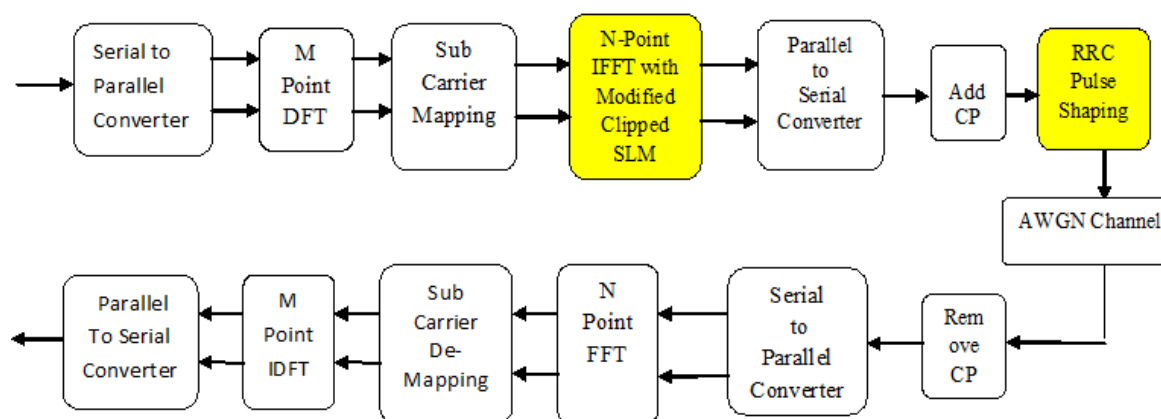 Serial to
Parallel
Converter
M
Point
DFT
Sub
Carrier
Mapping
N-Point
IFFT with
Modified
Clipped
SLM
Parallel
to
Serial
Converter
Add
CP
RRC
Pulse
Shaping
AWGN Channel
Rem
ove
CP
Serial
to
Parallel
Converter
N
Point
FFT
Sub
Carrier
De-
Mapping
M
Point
IDFT
Parallel
To Serial
Converter